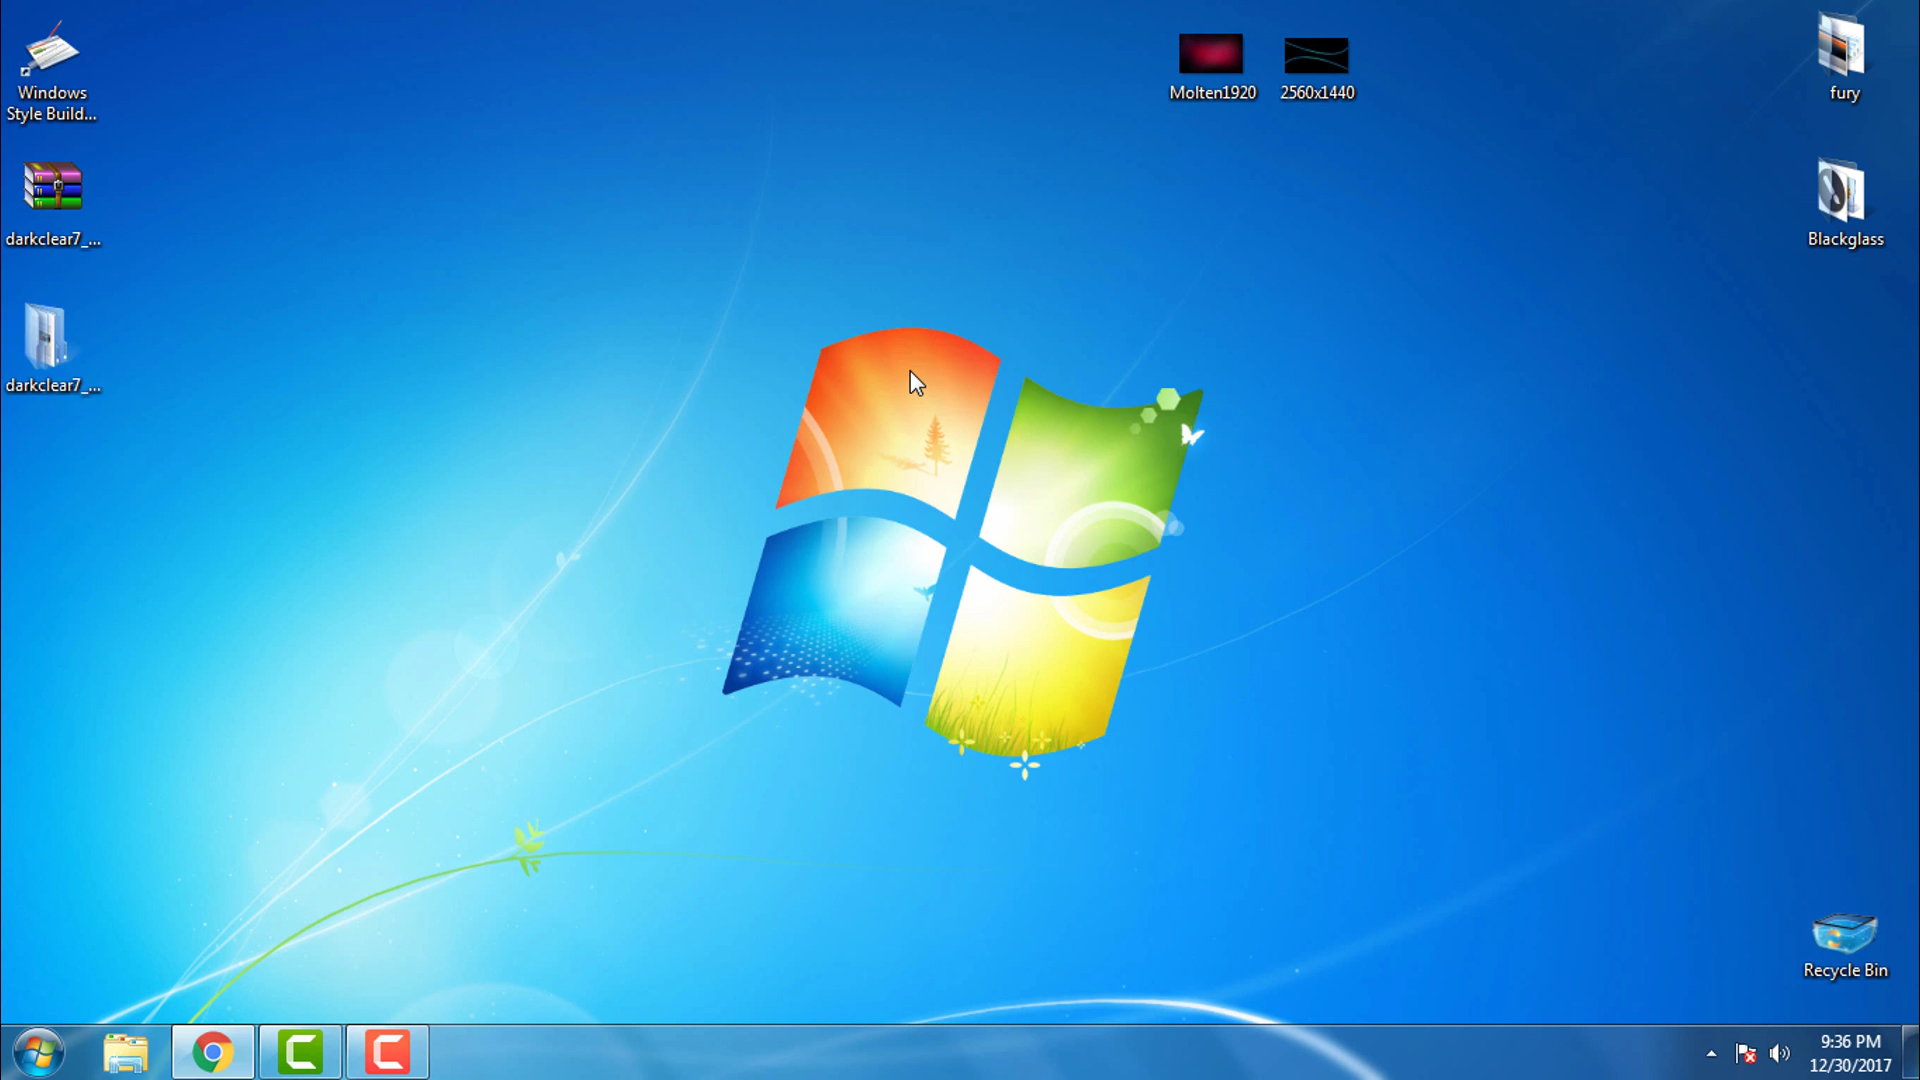 Windows
Style Build...
darkclear7_...
darkclear7_...
Molten1920
2560x1440
fury
Blackglass
Recycle Bin
9:36 PM
12/30/2017